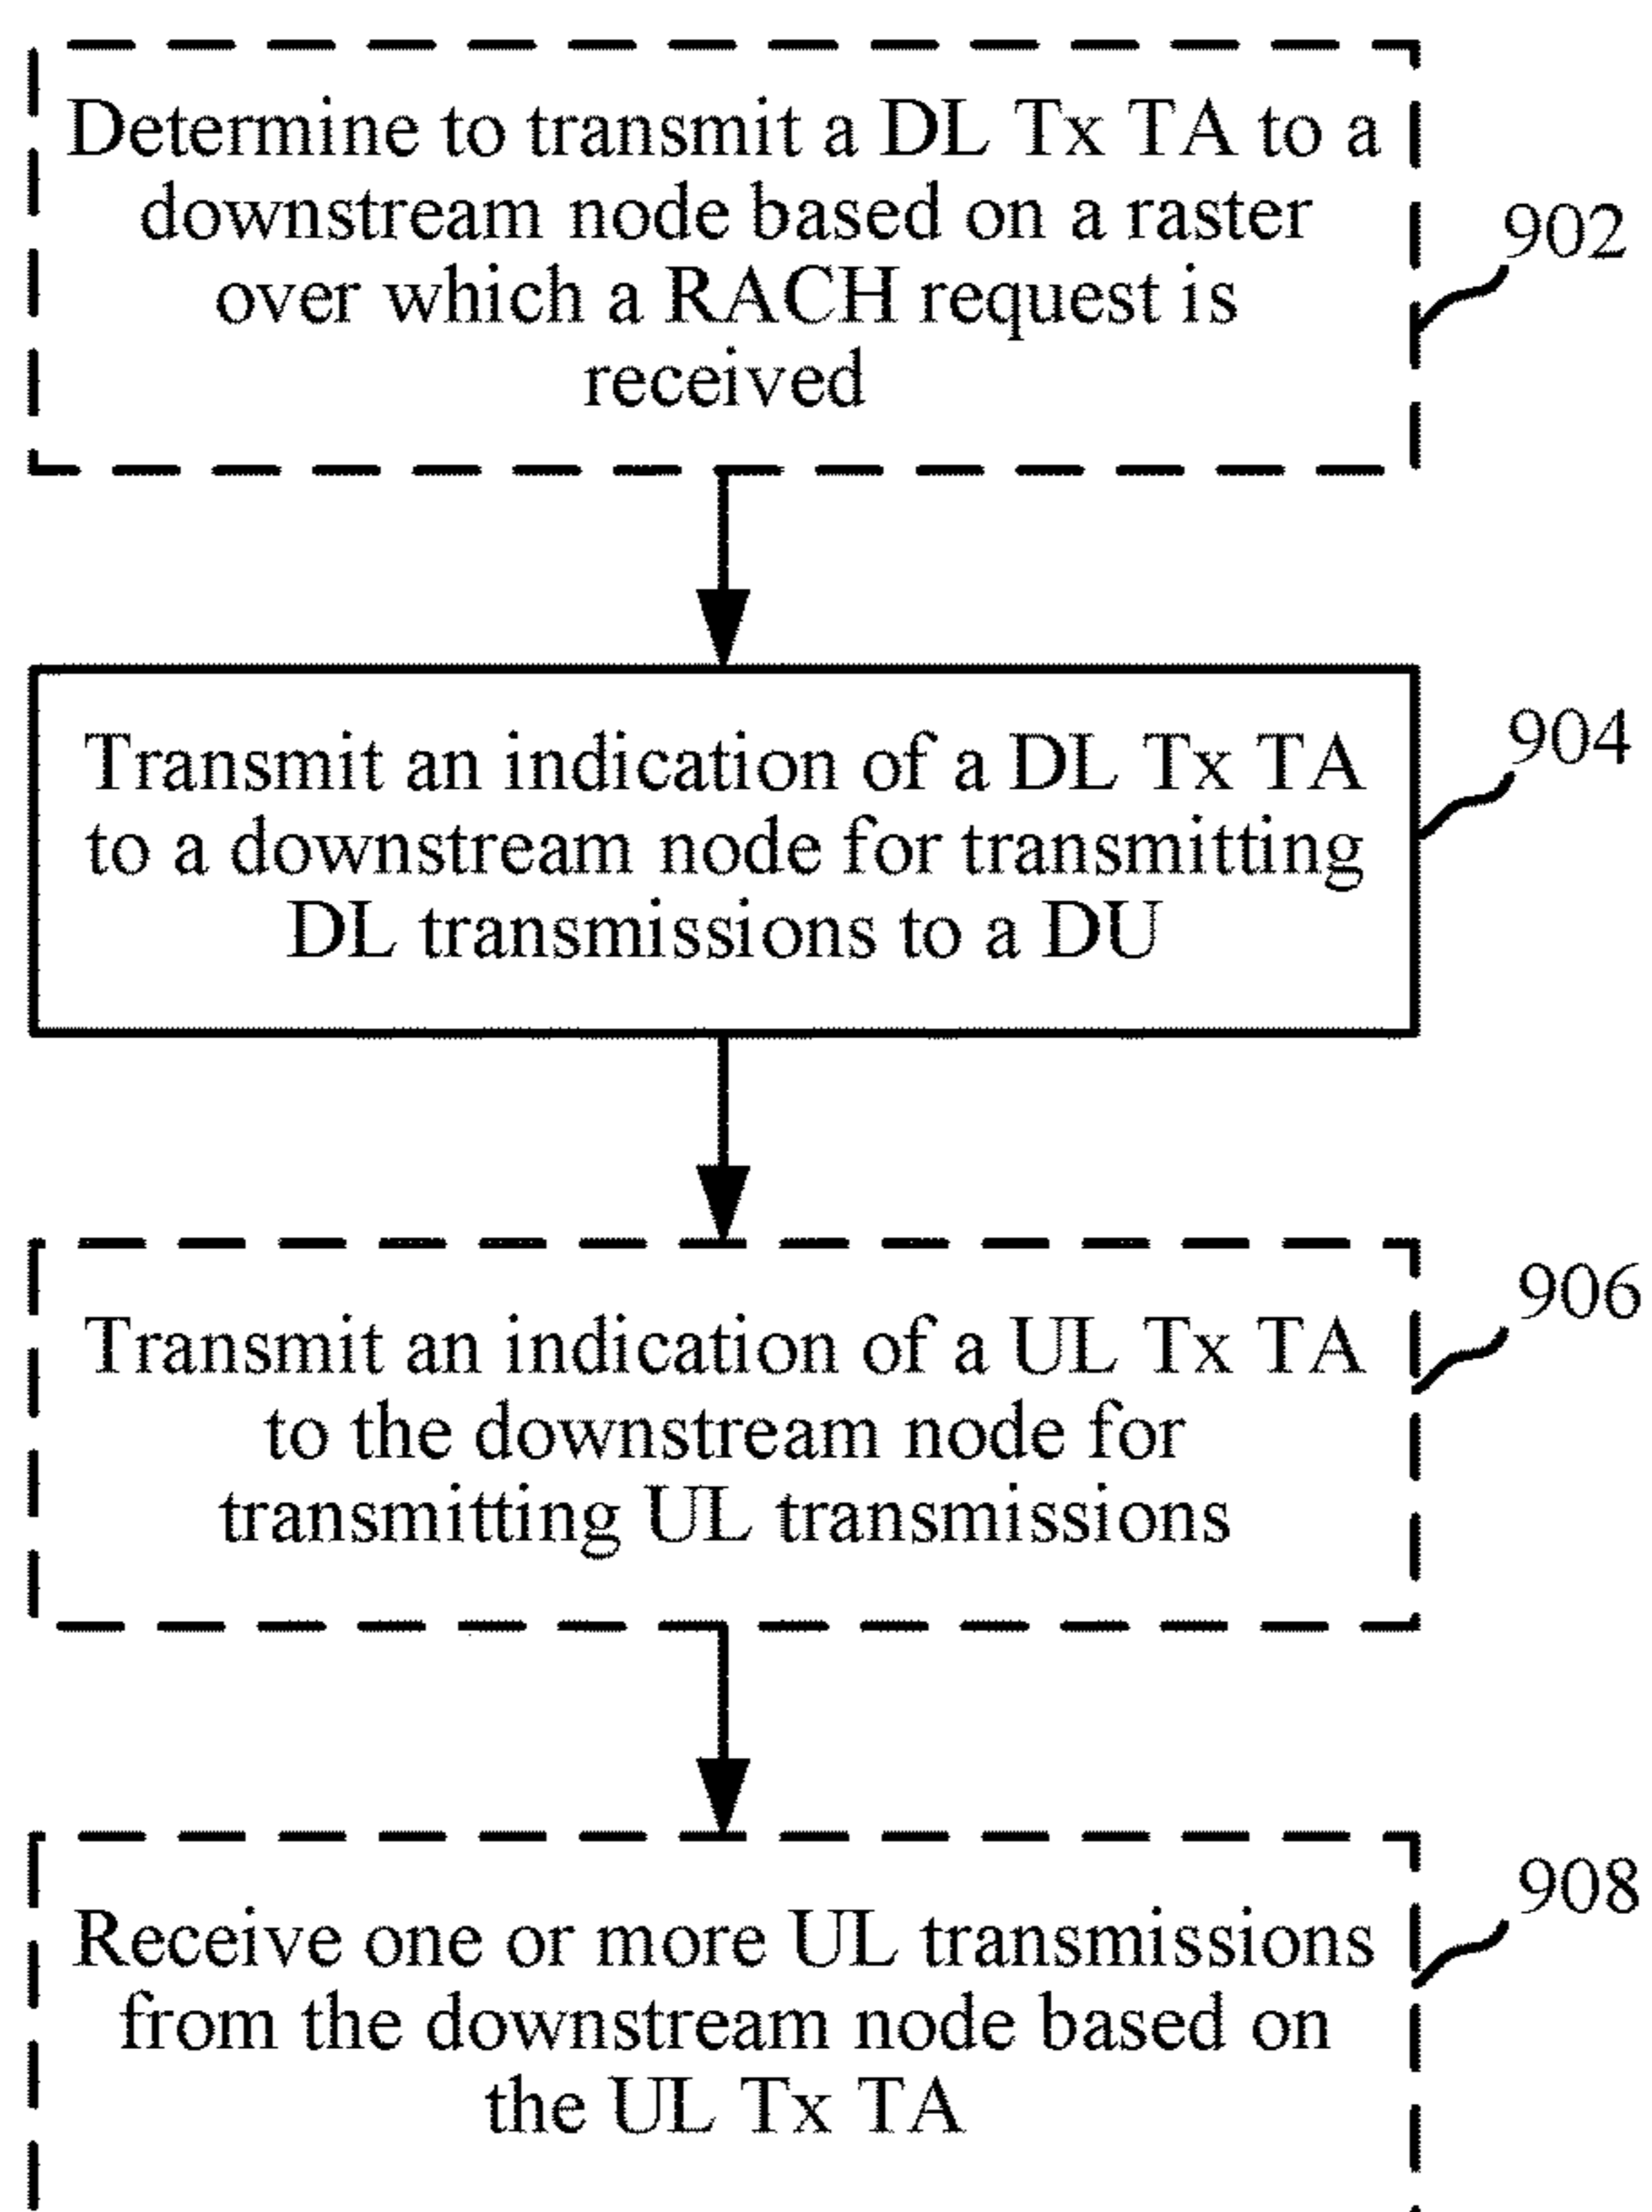 Determine to transmit a DL Tx TA to a
downstream node based on a raster
over which a RACH request is
received
902
Transmit an indication of a DL Tx TA
to a downstream node for transmitting
DL transmissions to a DU
904
Transmit an indication of a UL Tx TA
to the downstream node for
transmitting UL transmissions
906
Receive one or more UL transmissions
from the downstream node based on
the UL Tx TA
908